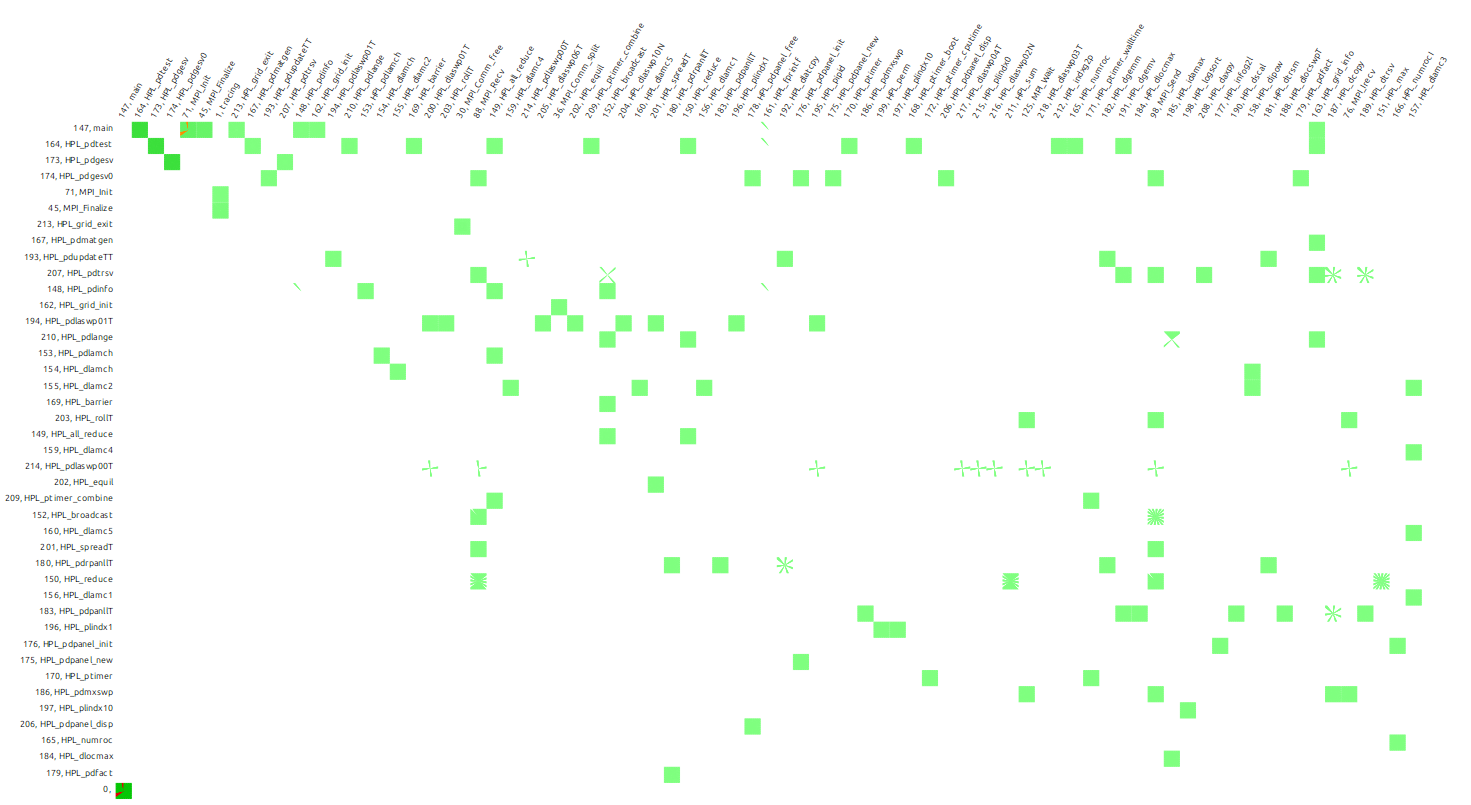 147, main
164, HPL_pdtest
173, HPL_pdgesv
174, HPL_pdgesv0
71, MPI_Init
45, MPI_Finalize
1, tracing
213, HPL_grid_exit
167, HPL_pdmatgen
193, HPL_pdupdateTT
207, HPL_pdtrsv
148, HPL_pdinfo
162, HPL_grid_init
194, HPL_pdlaswp01T
210, HPL_pdlange
153, HPL_pdlamch
154, HPL_dlamch
155, HPL_dlamc2
169, HPL_barrier
200, HPL_dlaswp01T
203, HPL_rollT
30, MPI_Comm_free
88, MPI_Recv
149, HPL_all_reduce
159, HPL_dlamc4
214, HPL_pdlaswp00T
205, HPL_dlaswp06T
36, MPI_Comm_split
202, HPL_equil
209, HPL_ptimer_combine
152, HPL_broadcast
204, HPL_dlaswp10N
160, HPL_dlamc5
201, HPL_spreadT
180, HPL_pdrpanllT
150, HPL_reduce
156, HPL_dlamc1
183, HPL_pdpanllT
196, HPL_plindx1
178, HPL_pdpanel_free
161, HPL_fprintf
192, HPL_dlatcpy
176, HPL_pdpanel_init
195, HPL_pipid
175, HPL_pdpanel_new
170, HPL_ptimer
186, HPL_pdmxswp
199, HPL_perm
197, HPL_plindx10
168, HPL_ptimer_boot
172, HPL_ptimer_cputime
206, HPL_pdpanel_disp
217, HPL_dlaswp04T
215, HPL_plindx0
216, HPL_dlaswp02N
211, HPL_sum
125, MPI_Wait
218, HPL_dlaswp03T
212, HPL_indxg2p
165, HPL_numroc
171, HPL_ptimer_walltime
182, HPL_dgemm
191, HPL_dgemv
184, HPL_dlocmax
98, MPI_Send
185, HPL_idamax
198, HPL_logsort
208, HPL_daxpy
177, HPL_infog2l
190, HPL_dscal
158, HPL_dipow
181, HPL_dtrsm
188, HPL_dlocswpT
179, HPL_pdfact
163, HPL_grid_info
187, HPL_dcopy
76, MPI_Irecv
189, HPL_dtrsv
151, HPL_max
166, HPL_numrocI
157, HPL_dlamc3
147, main
164, HPL_pdtest
173, HPL_pdgesv
174, HPL_pdgesv0
71, MPI_Init
45, MPI_Finalize
213, HPL_grid_exit
167, HPL_pdmatgen
193, HPL_pdupdateTT
207, HPL_pdtrsv
148, HPL_pdinfo
162, HPL_grid_init
194, HPL_pdlaswp01T
210, HPL_pdlange
153, HPL_pdlamch
154, HPL_dlamch
155, HPL_dlamc2
169, HPL_barrier
203, HPL_rollT
149, HPL_all_reduce
159, HPL_dlamc4
214, HPL_pdlaswp00T
202, HPL_equil
209, HPL_ptimer_combine
152, HPL_broadcast
160, HPL_dlamc5
201, HPL_spreadT
180, HPL_pdrpanllT
150, HPL_reduce
156, HPL_dlamc1
183, HPL_pdpanllT
196, HPL_plindx1
176, HPL_pdpanel_init
175, HPL_pdpanel_new
170, HPL_ptimer
186, HPL_pdmxswp
197, HPL_plindx10
206, HPL_pdpanel_disp
165, HPL_numroc
184, HPL_dlocmax
179, HPL_pdfact
0,